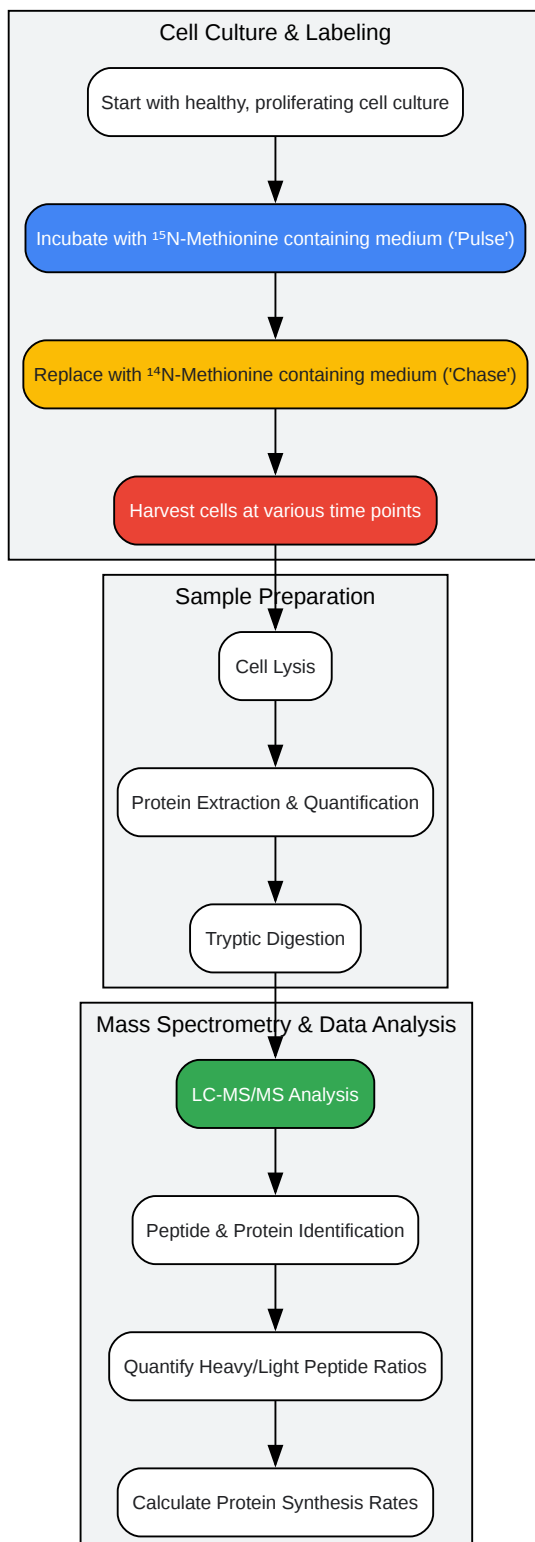 Cell Culture & Labeling
Start with healthy, proliferating cell culture
Incubate with ¹⁵N-Methionine containing medium ('Pulse')
Replace with ¹⁴N-Methionine containing medium ('Chase')
Harvest cells at various time points
Sample Preparation
Cell Lysis
Protein Extraction & Quantification
Tryptic Digestion
Mass Spectrometry & Data Analysis
LC-MS/MS Analysis
Peptide & Protein Identification
Quantify Heavy/Light Peptide Ratios
Calculate Protein Synthesis Rates